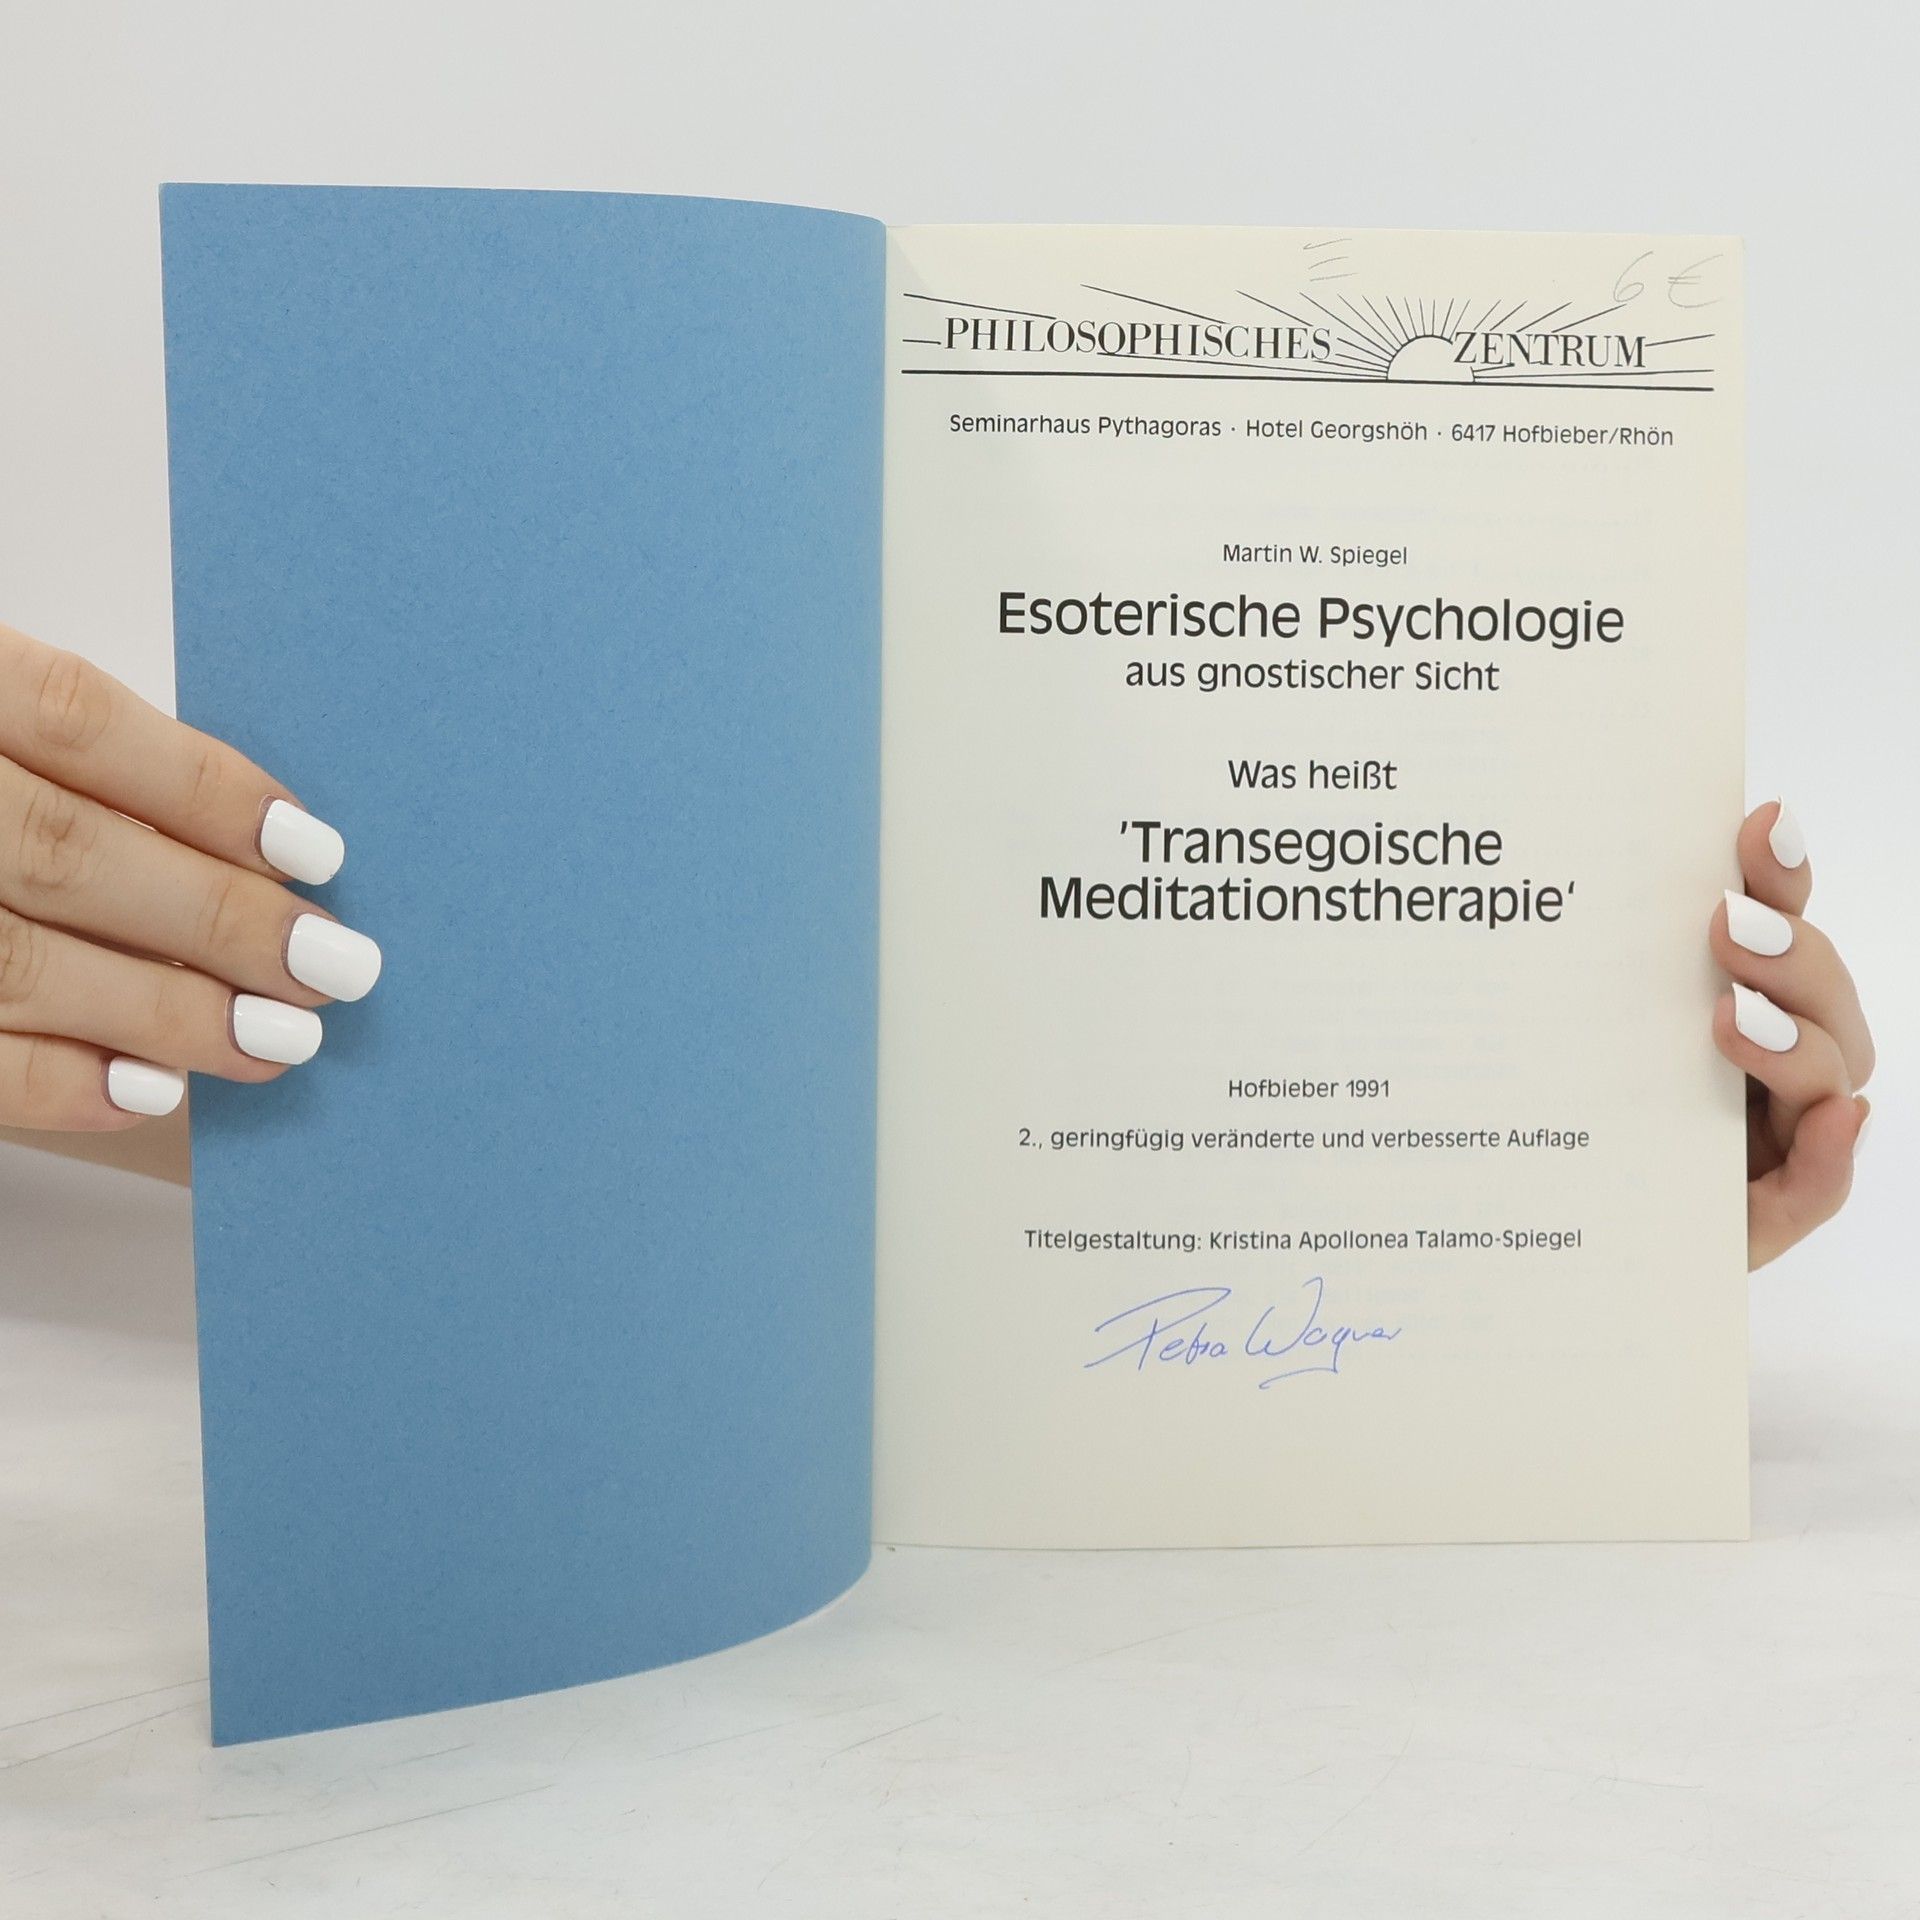 6 €
PHILOSOPHISCHES ZENTRUM
Seminarhaus Pythagoras · Hotel Georgshöh · 6417 Hofbieber/Rhön
Martin W. Spiegel
Esoterische Psychologie
aus gnostischer Sicht
Was heißt
'Transegoische
Meditationstherapie'
Hofbieber 1991
2., geringfügig veränderte und verbesserte Auflage
Titelgestaltung: Kristina Apollonea Talamo-Spiegel
Petra Wagner